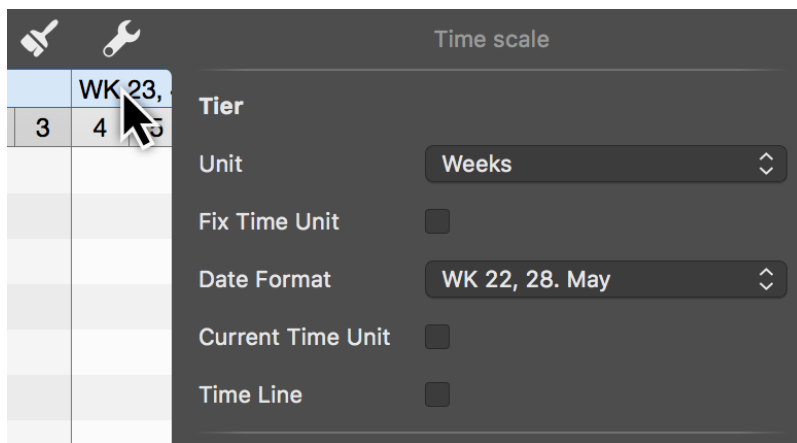 Time scale
WK 23,
3 4 5
Tier
Unit Weeks
Fix Time Unit
Date Format WK 22, 28. May
Current Time Unit
Time Line